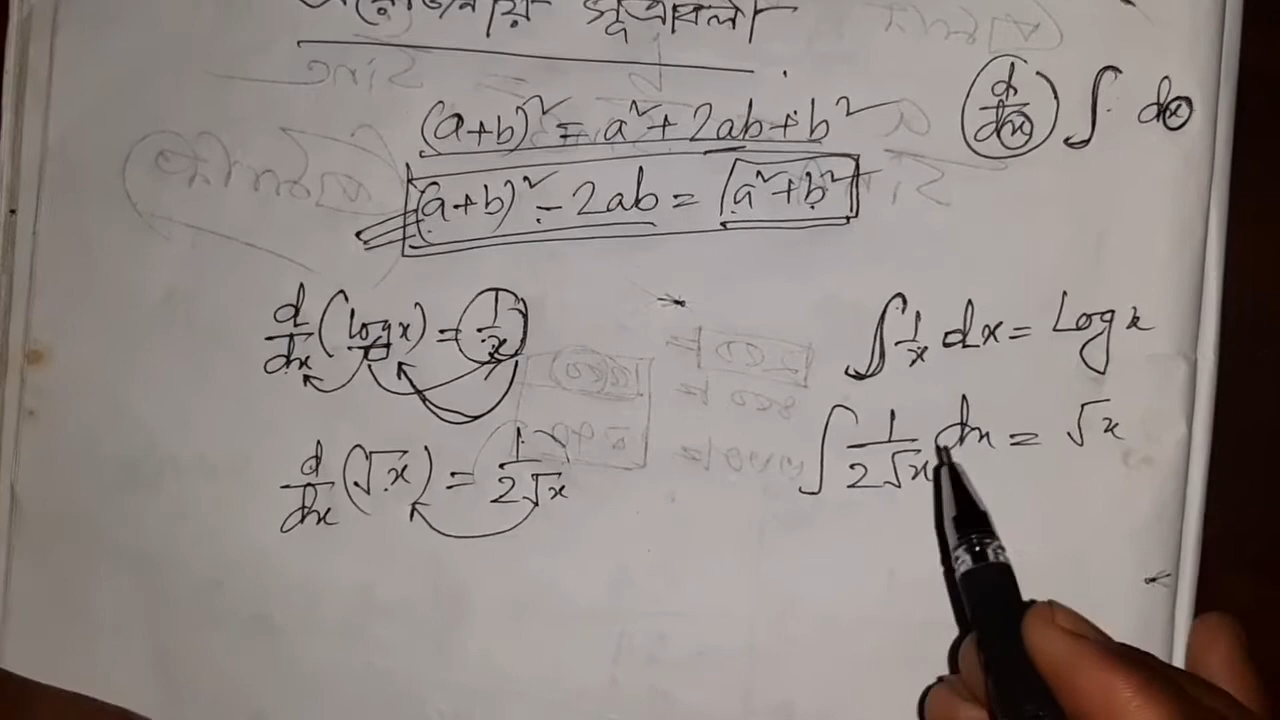 সূত্রাবলী
(a+b)² = a² + 2ab + b²
d/dx ∫ dx
(a+b)² - 2ab = a² + b²
d/dx (log x) = 1/x
∫ 1/x dx = Log x
d/dx (√x) = 1/2√x
∫ 1/2√x dx = √x